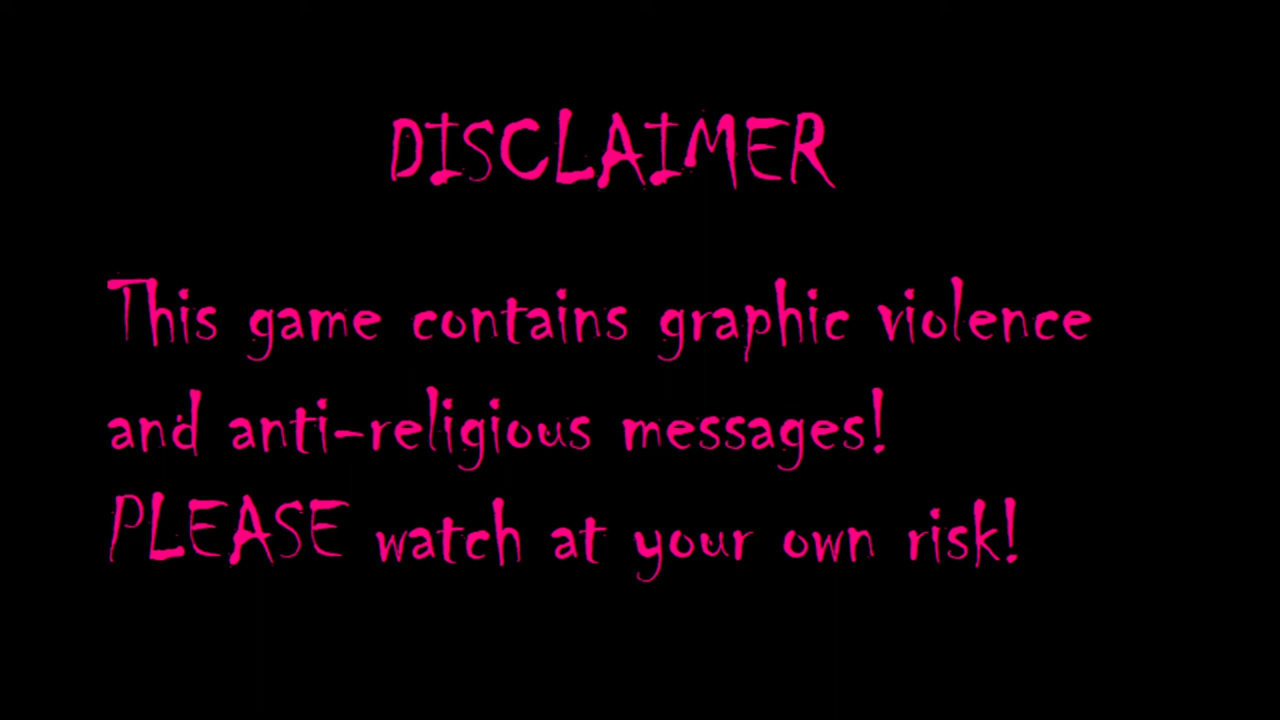 DISCLAIMER
This game contains graphic violence
and anti-religious messages!
PLEASE watch at your own risk!